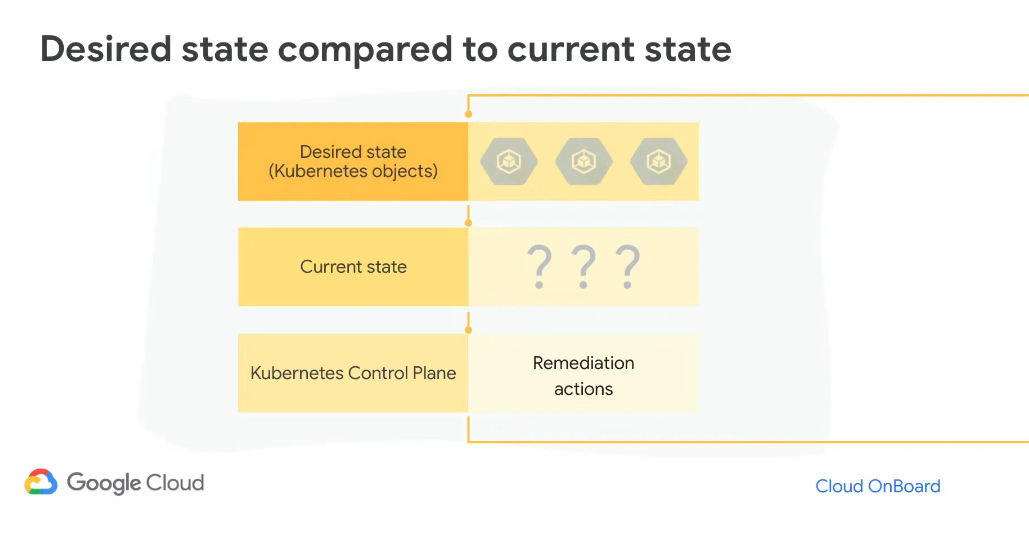 Desired state compared to current state
Desired state
(Kubernetes objects)
Current state
? ? ?
Kubernetes Control Plane
Remediation
actions
Google Cloud
Cloud OnBoard